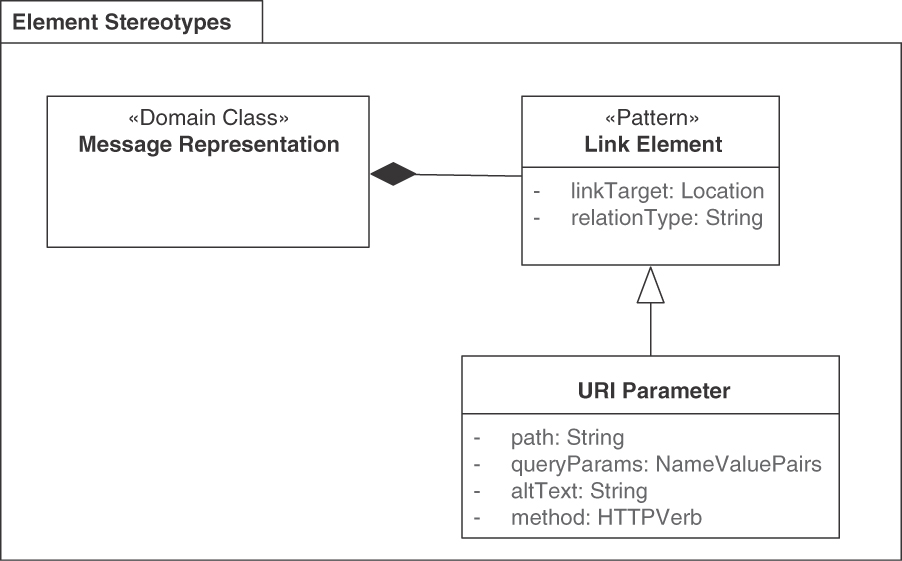 Element Stereotypes
«Domain Class»
Message Representation
«Pattern»
Link Element
- linkTarget: Location
- relationType: String
URI Parameter
- path: String
- queryParams: NameValuePairs
- altText: String
- method: HTTPVerb